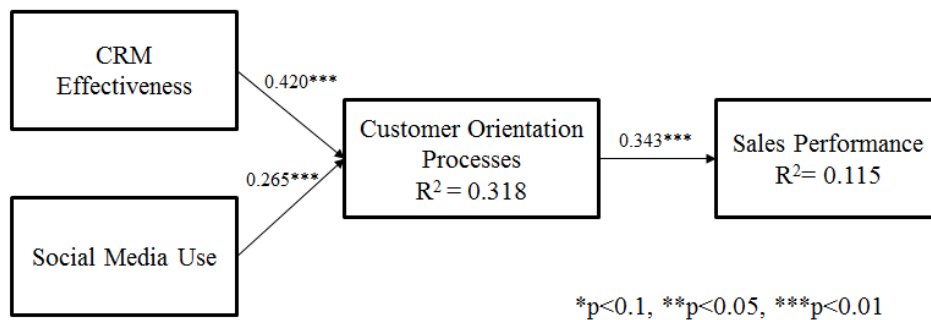 CRM
Effectiveness
0.420***
Customer Orientation
Processes
R² = 0.318
0.343***
Sales Performance
R²= 0.115
0.265***
Social Media Use
*p<0.1, **p<0.05, ***p<0.01